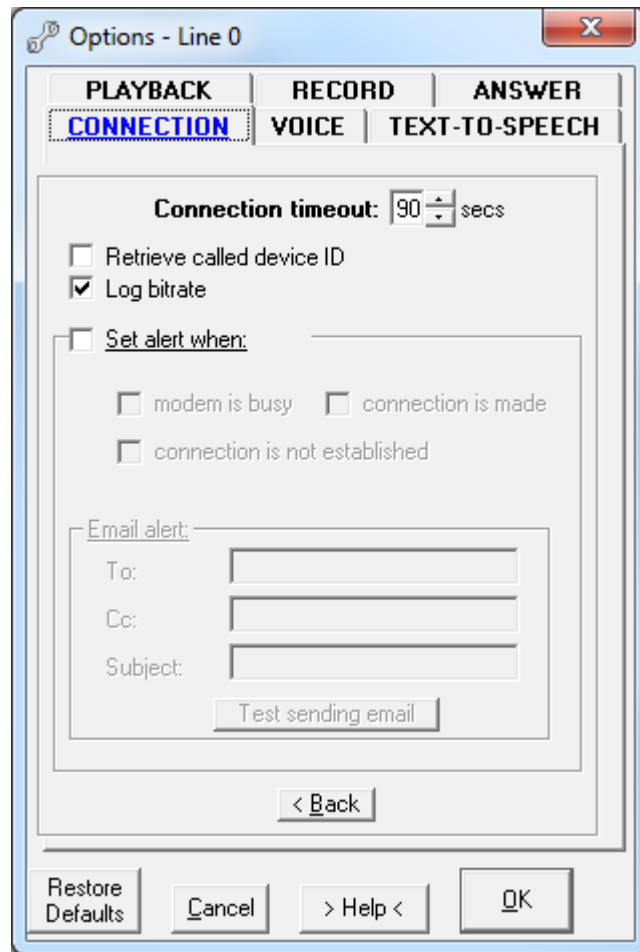 Options - Line 0
PLAYBACK RECORD ANSWER
CONNECTION VOICE TEXT-TO-SPEECH
Connection timeout: 90 secs
Retrieve called device ID
Log bitrate
Set alert when:
modem is busy connection is made
connection is not established
Email alert:
To:
Cc:
Subject:
Test sending email
< Back
Restore Defaults
Cancel
> Help <
OK